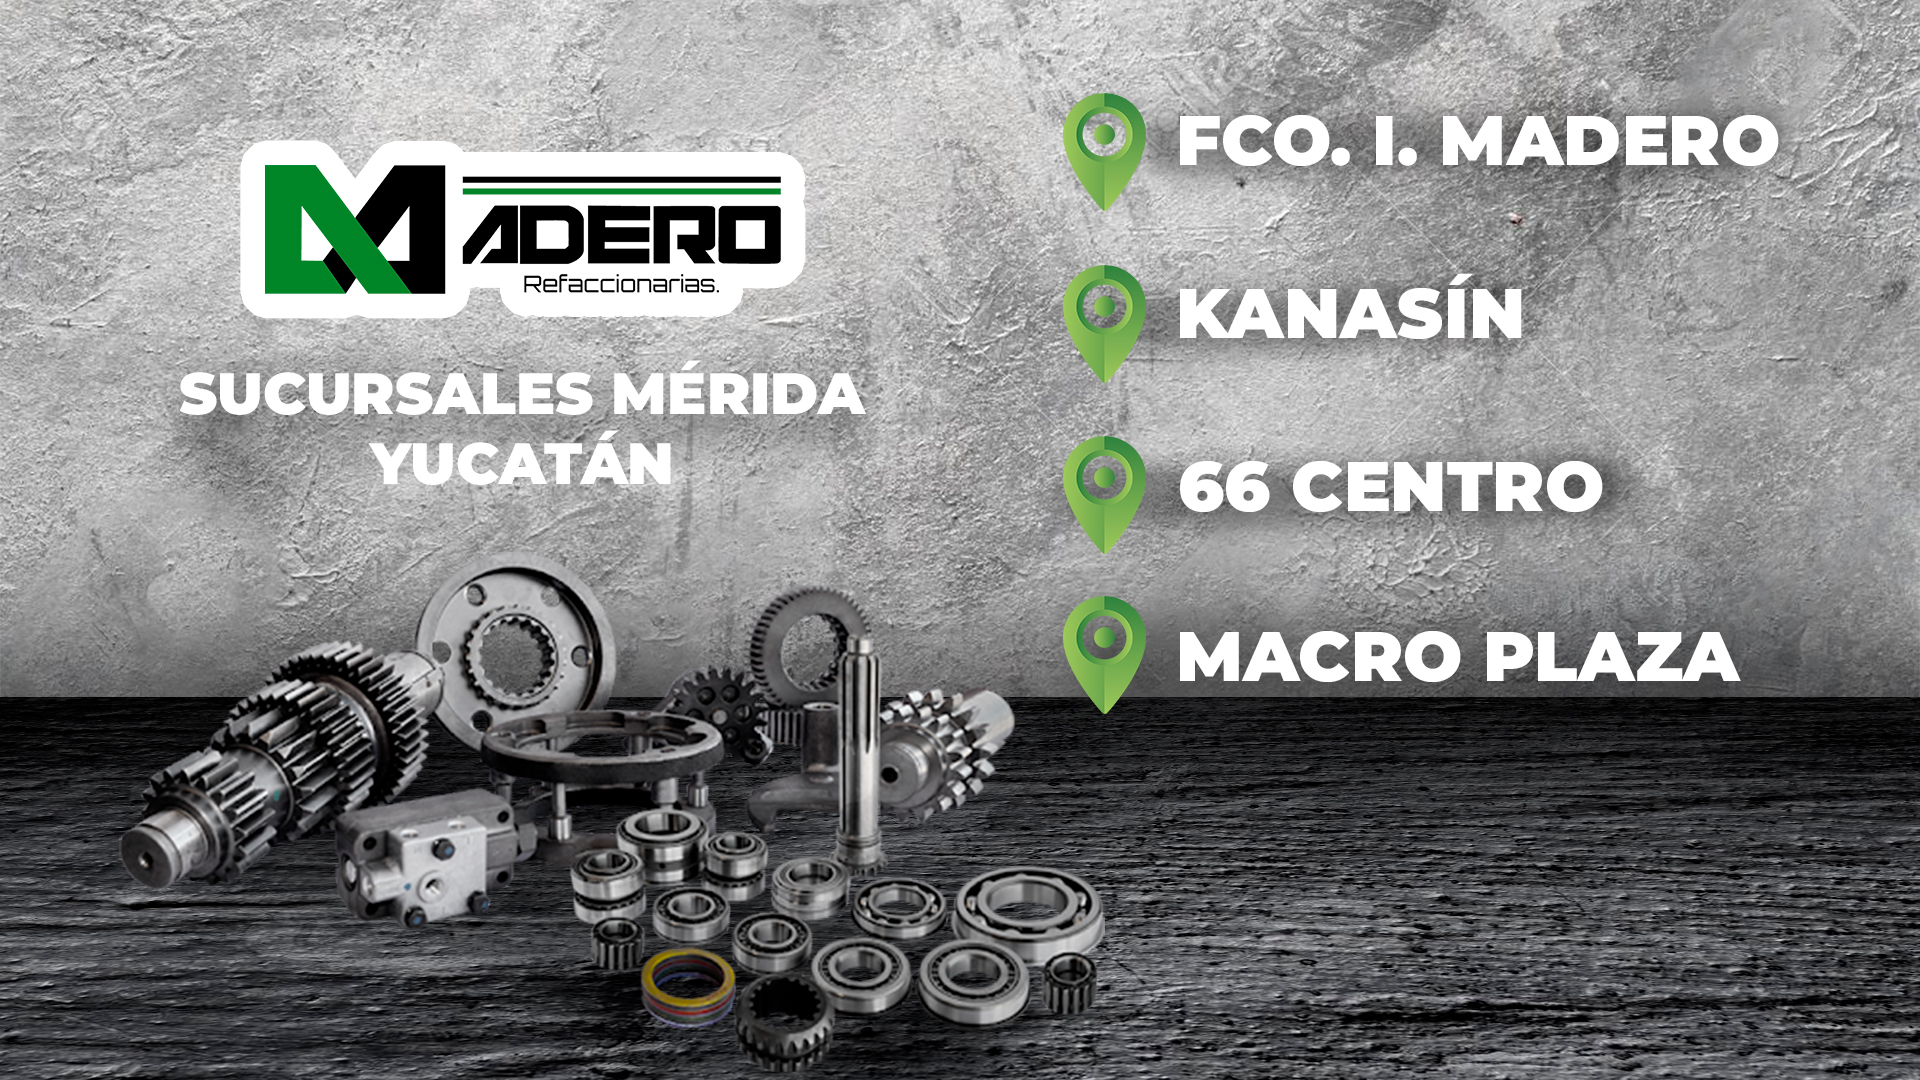 MADERO
Refaccionarias.
SUCURSALES MÉRIDA
YUCATÁN
FCO. I. MADERO
KANASÍN
66 CENTRO
MACRO PLAZA